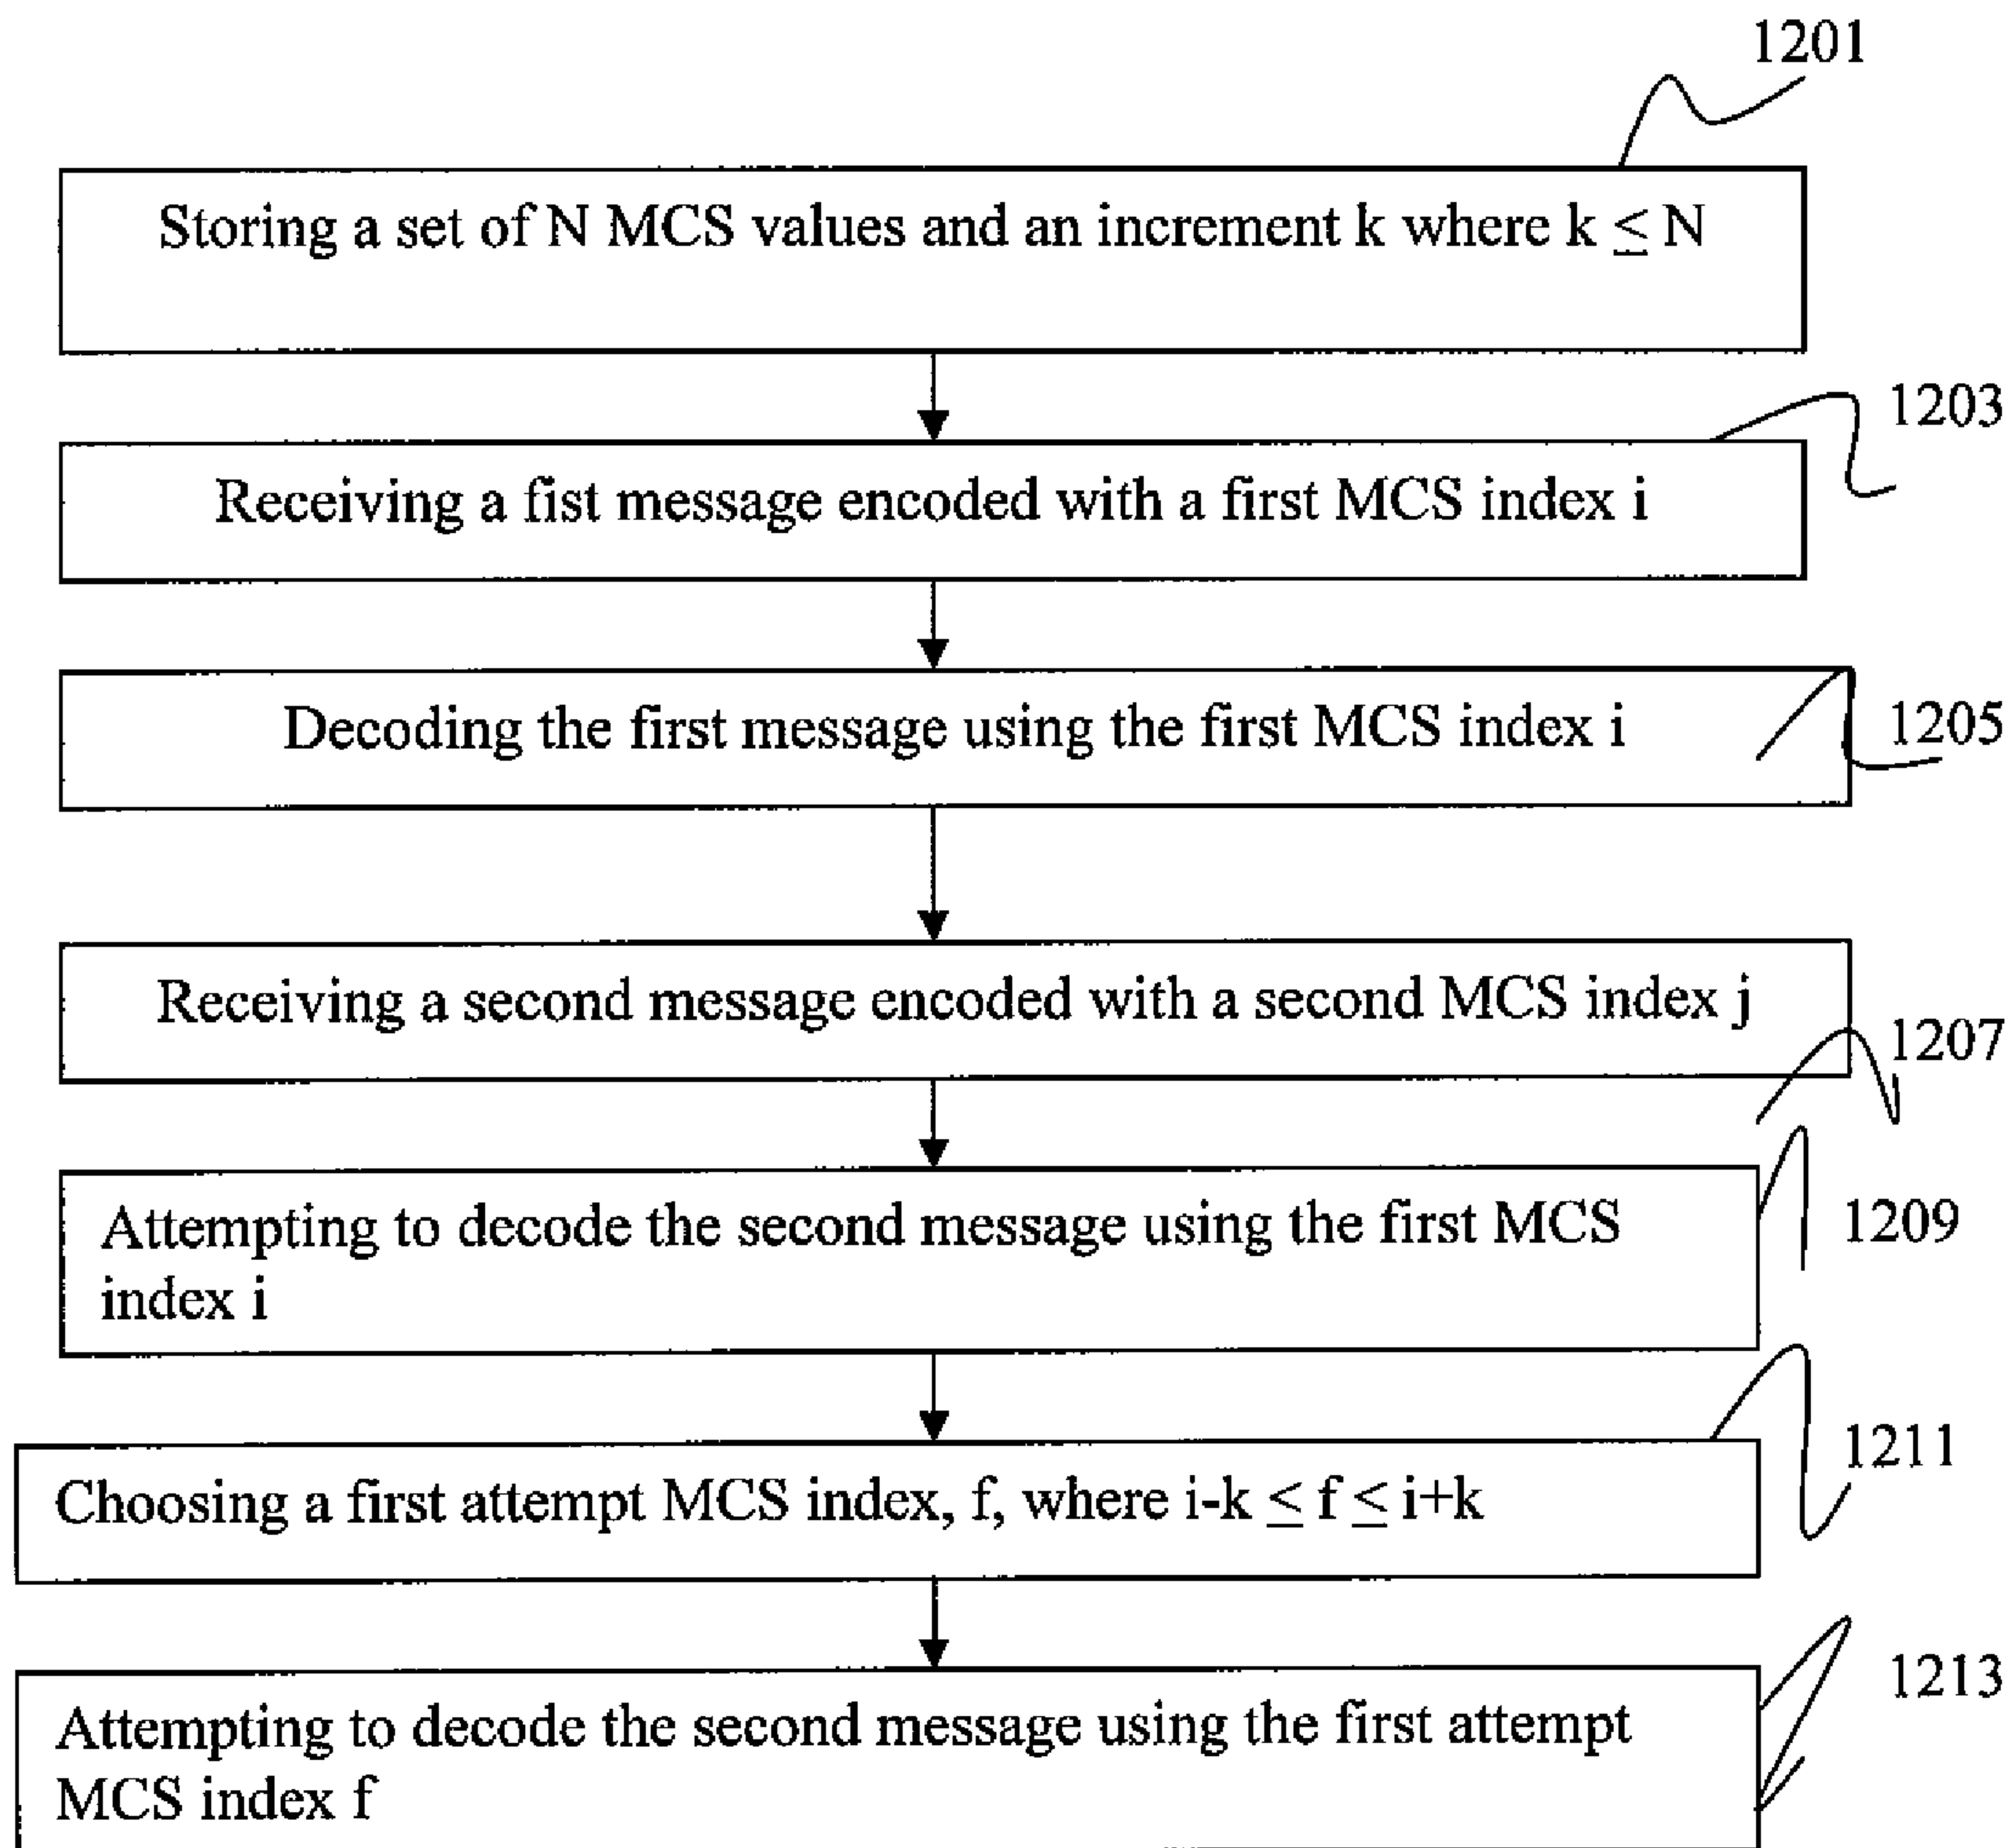 1201
Storing a set of N MCS values and an increment k where k ≤ N
1203
Receiving a fist message encoded with a first MCS index i
Decoding the first message using the first MCS index i
1205
Receiving a second message encoded with a second MCS index j
1207
Attempting to decode the second message using the first MCS
index i
1209
1211
Choosing a first attempt MCS index, f, where i-k ≤ f ≤ i+k
1213
Attempting to decode the second message using the first attempt
MCS index f